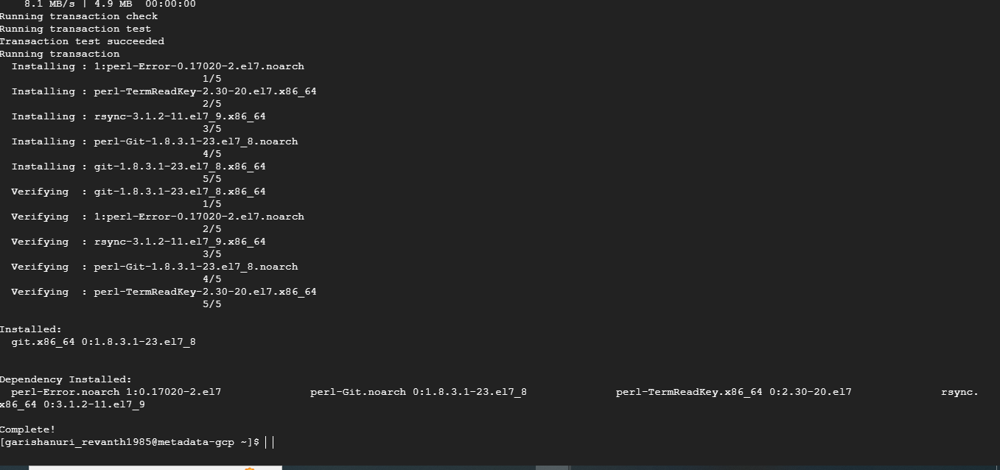 8.1 MB/s | 4.9 MB  00:00:00
Running transaction check
Running transaction test
Transaction test succeeded
Running transaction
  Installing : 1:perl-Error-0.17020-2.el7.noarch
                                  1/5
  Installing : perl-TermReadKey-2.30-20.el7.x86_64
                                  2/5
  Installing : rsync-3.1.2-11.el7_9.x86_64
                                  3/5
  Installing : perl-Git-1.8.3.1-23.el7_8.noarch
                                  4/5
  Installing : git-1.8.3.1-23.el7_8.x86_64
                                  5/5
  Verifying  : git-1.8.3.1-23.el7_8.x86_64
                                  1/5
  Verifying  : 1:perl-Error-0.17020-2.el7.noarch
                                  2/5
  Verifying  : rsync-3.1.2-11.el7_9.x86_64
                                  3/5
  Verifying  : perl-Git-1.8.3.1-23.el7_8.noarch
                                  4/5
  Verifying  : perl-TermReadKey-2.30-20.el7.x86_64
                                  5/5
Installed:
  git.x86_64 0:1.8.3.1-23.el7_8
Dependency Installed:
  perl-Error.noarch 1:0.17020-2.el7              perl-Git.noarch 0:1.8.3.1-23.el7_8              perl-TermReadKey.x86_64 0:2.30-20.el7              rsync.
x86_64 0:3.1.2-11.el7_9
Complete!
[garishanuri_revanth1985@metadata-gcp ~]$